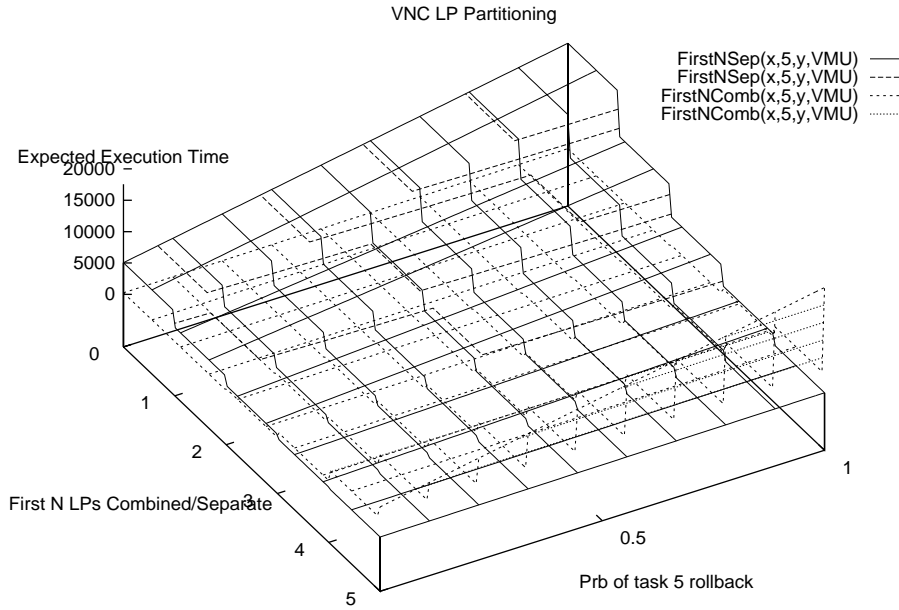 VNC LP Partitioning
FirstNSep(x,5,y,VMU)
FirstNSep(x,5,y,VMU)
FirstNComb(x,5,y,VMU)
FirstNComb(x,5,y,VMU)
Expected Execution Time
20000
15000
10000
5000
0
0
1
2
3
4
5
First N LPs Combined/Separate
0.5
1
Prb of task 5 rollback